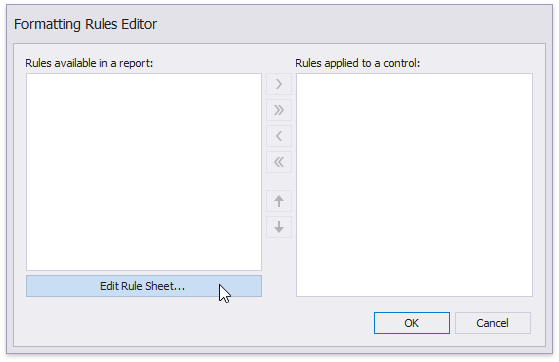 Formatting Rules Editor
Rules available in a report:
Rules applied to a control:
Edit Rule Sheet...
OK
Cancel